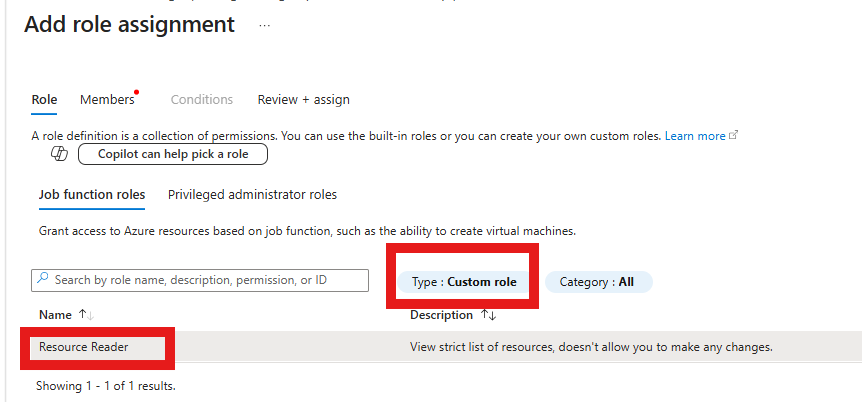 Add role assignment ...
Role Members Conditions Review + assign
A role definition is a collection of permissions. You can use the built-in roles or you can create your own custom roles. Learn more
Copilot can help pick a role
Job function roles Privileged administrator roles
Grant access to Azure resources based on job function, such as the ability to create virtual machines.
Search by role name, description, permission, or ID Type : Custom role Category : All
Name ↑↓ Description ↑↓
Resource Reader View strict list of resources, doesn't allow you to make any changes.
Showing 1 - 1 of 1 results.